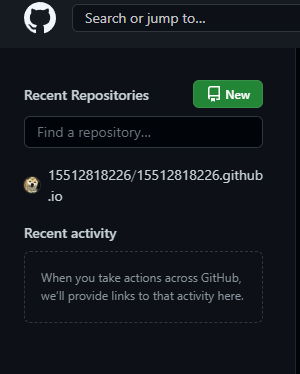 Search or jump to...
Recent Repositories
New
Find a repository...
15512818226/15512818226.github
.io
Recent activity
When you take actions across GitHub,
we'll provide links to that activity here.